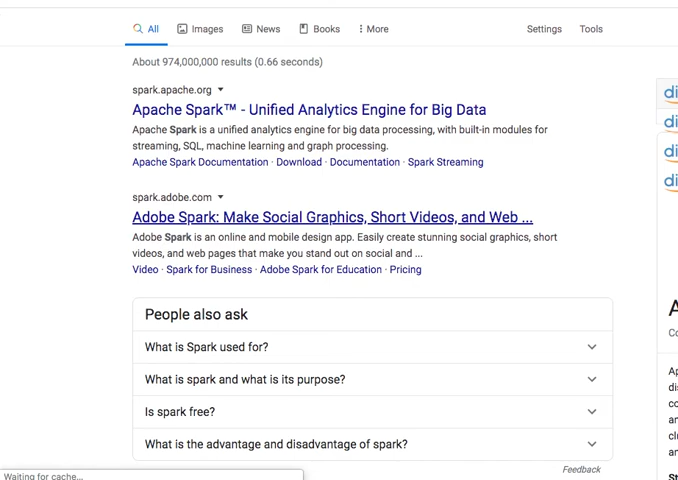 All Images News Books More Settings Tools
About 974,000,000 results (0.66 seconds)
spark.apache.org
Apache Spark™ - Unified Analytics Engine for Big Data
Apache Spark is a unified analytics engine for big data processing, with built-in modules for
streaming, SQL, machine learning and graph processing.
Apache Spark Documentation · Download · Documentation · Spark Streaming
spark.adobe.com
Adobe Spark: Make Social Graphics, Short Videos, and Web ...
Adobe Spark is an online and mobile design app. Easily create stunning social graphics, short
videos, and web pages that make you stand out on social and ...
Video · Spark for Business · Adobe Spark for Education · Pricing
People also ask
What is Spark used for?
What is spark and what is its purpose?
Is spark free?
What is the advantage and disadvantage of spark?
Feedback
Waiting for cache...